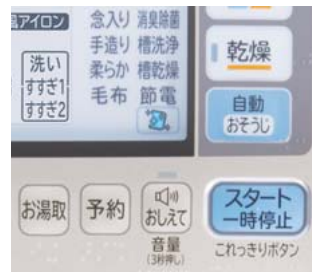 風アイロン
念入り 消臭除菌
手造り 槽洗浄
柔らか 槽乾燥
毛布 節電
洗い
すすぎ1
すすぎ2
乾燥
自動
おそうじ
お湯取
予約
おしえて
音量
(3秒押し)
スタート
一時停止
これっきりボタン